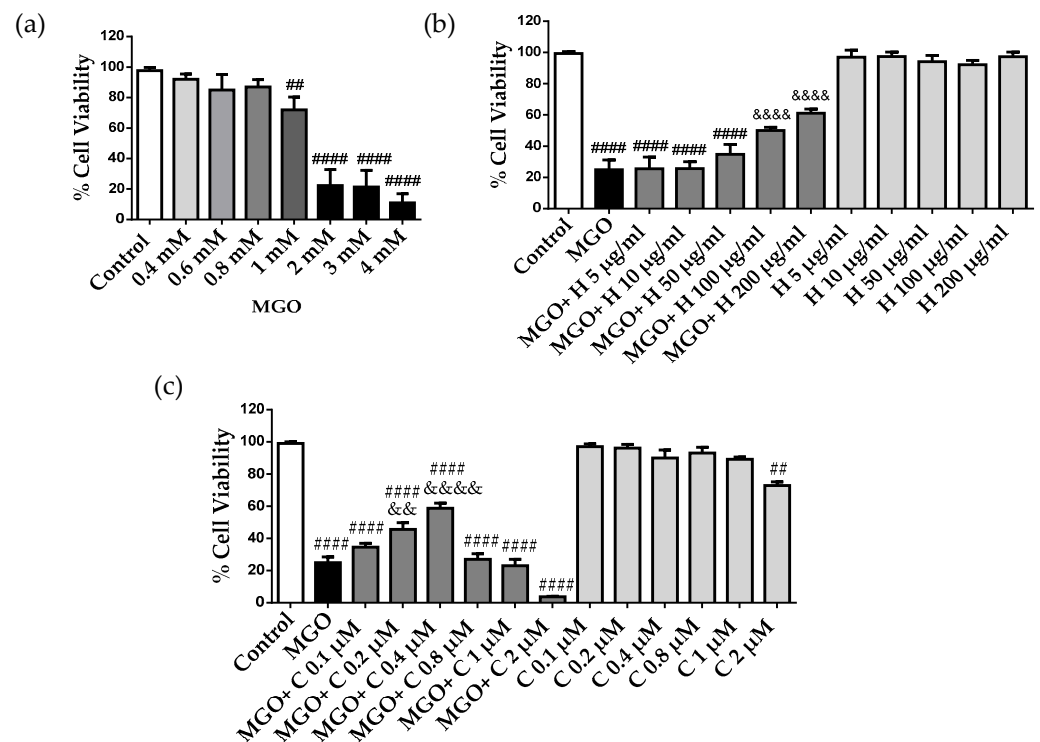 (a)
% Cell Viability
120
100
80
60
40
20
0
##
####
####
####
Control
0.4 mM
0.6 mM
0.8 mM
1 mM
2 mM
3 mM
4 mM
MGO
(b)
% Cell Viability
120
100
80
60
40
20
0
####
####
####
####
&&&&
&&&&
Control
MGO
MGO+ H 5 µg/ml
MGO+ H 10 µg/ml
MGO+ H 50 µg/ml
MGO+ H 100 µg/ml
MGO+ H 200 µg/ml
H 5 µg/ml
H 10 µg/ml
H 50 µg/ml
H 100 µg/ml
H 200 µg/ml
(c)
% Cell Viability
120
100
80
60
40
20
0
####
####
####
&&
####
&&&&
####
####
####
##
Control
MGO
MGO+ C 0.1 µM
MGO+ C 0.2 µM
MGO+ C 0.4 µM
MGO+ C 0.8 µM
MGO+ C 1 µM
MGO+ C 2 µM
C 0.1 µM
C 0.2 µM
C 0.4 µM
C 0.8 µM
C 1 µM
C 2 µM